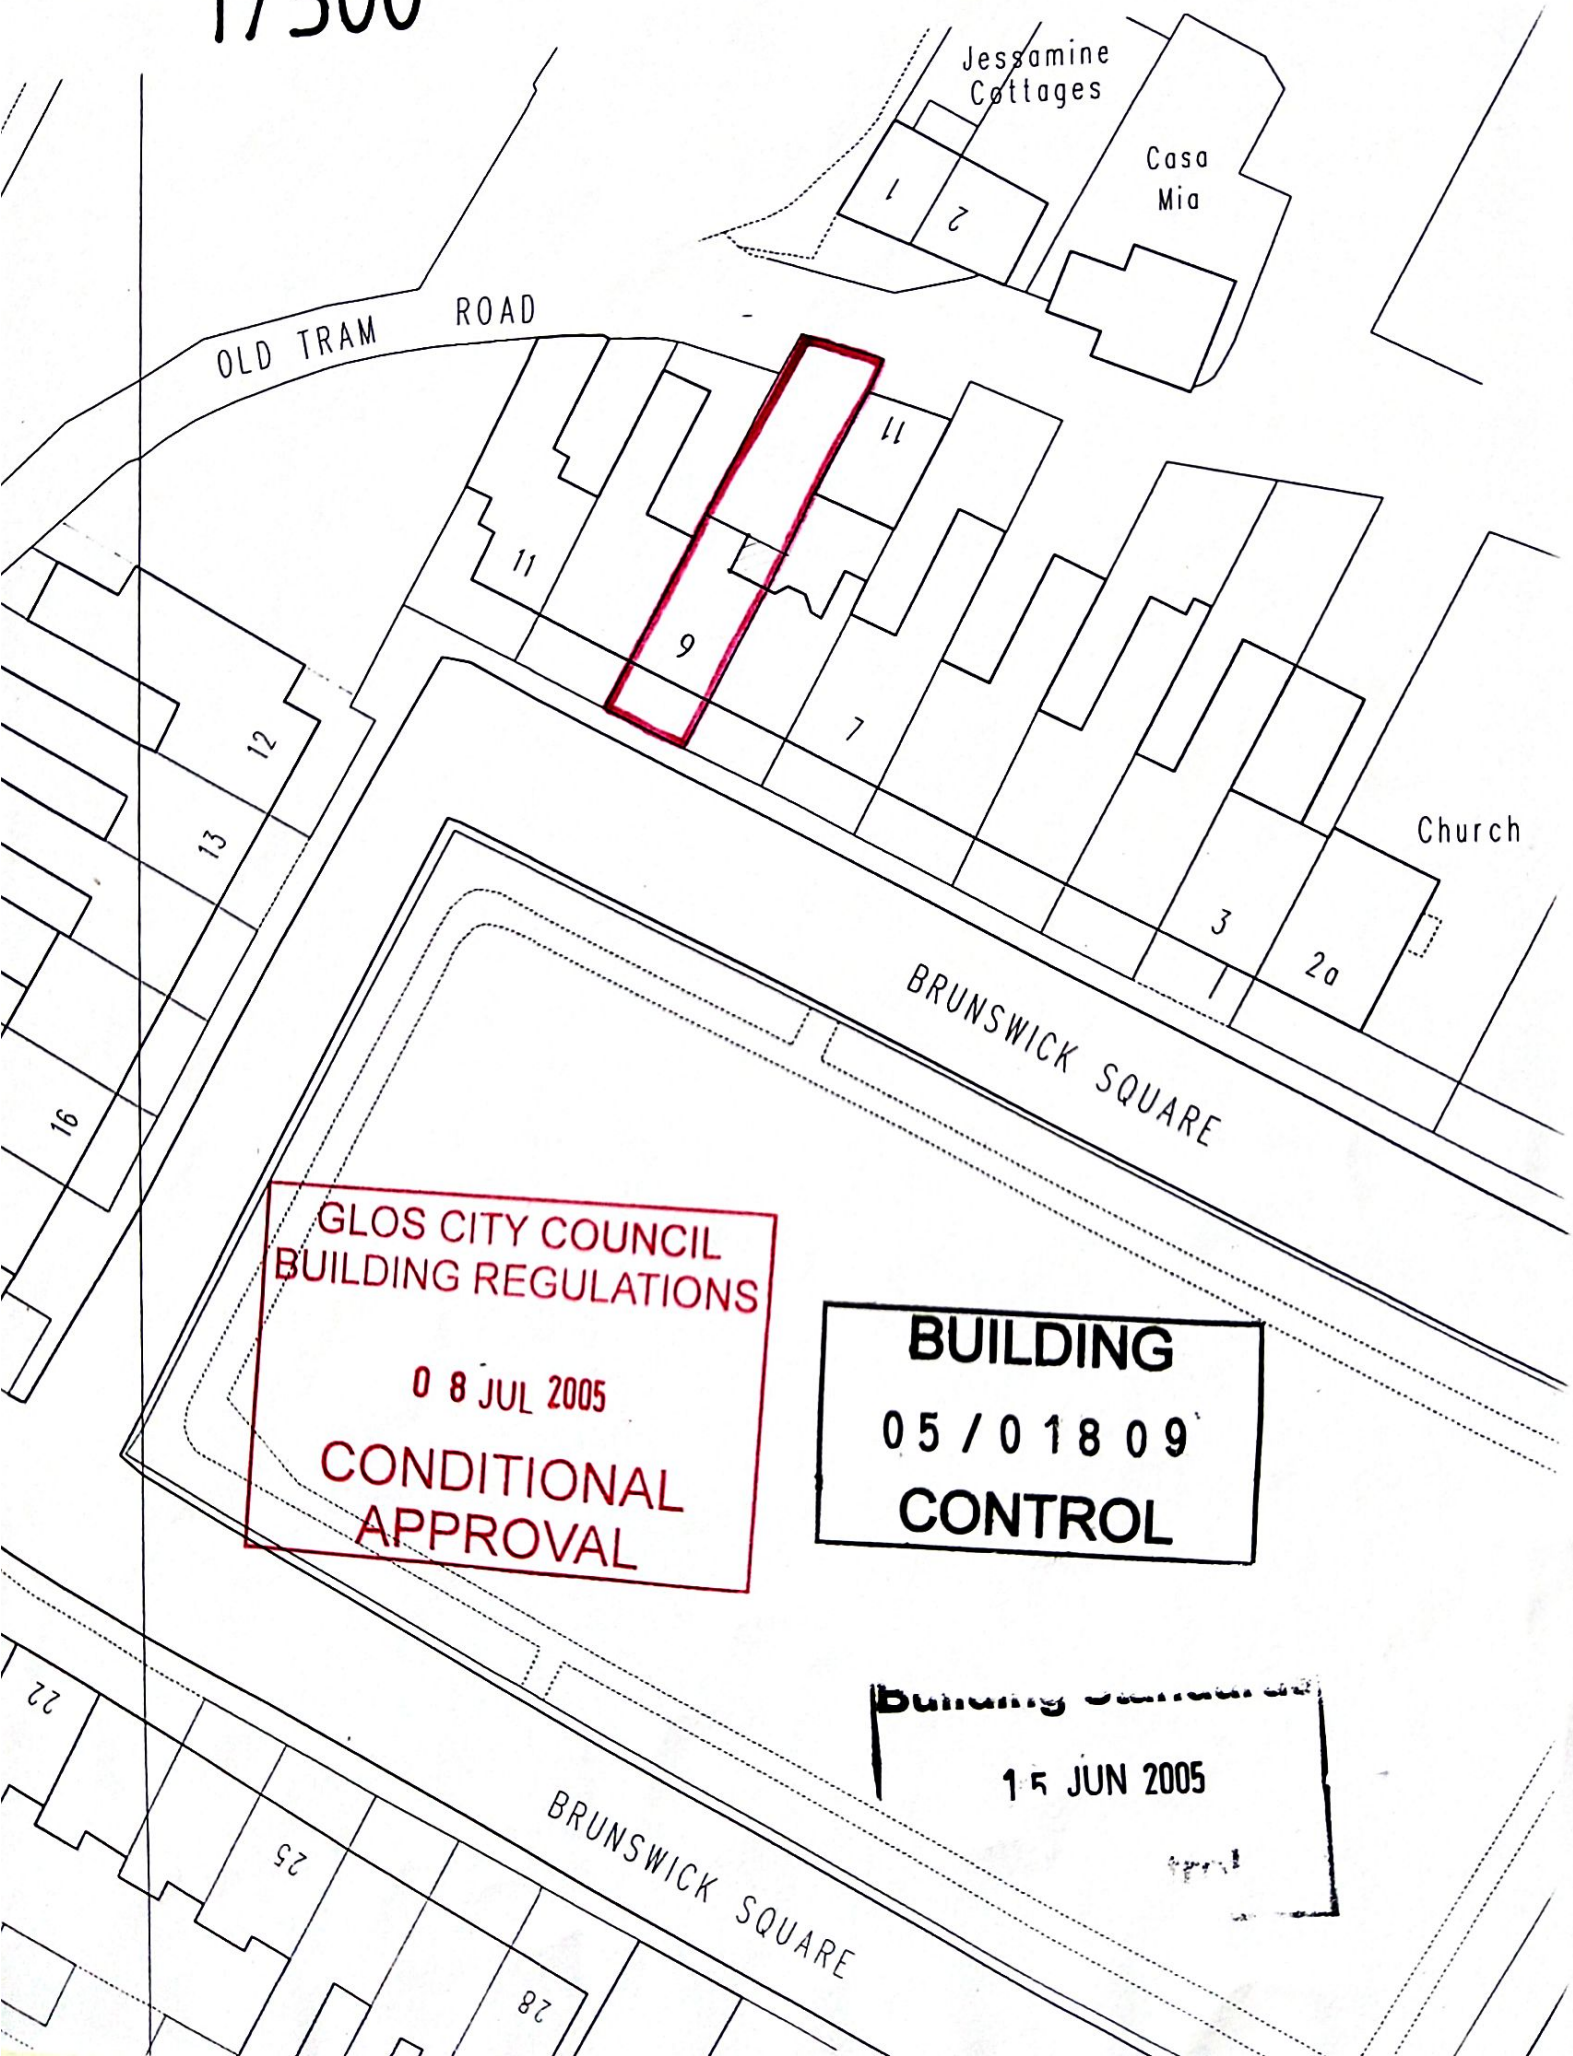 1/500
Jessamine
Cottages
Casa
Mia
1
2
OLD TRAM ROAD
11
11
9
7
12
13
16
3
2a
Church
BRUNSWICK SQUARE
GLOS CITY COUNCIL
BUILDING REGULATIONS
0 8 JUL 2005
CONDITIONAL
APPROVAL
BUILDING
05/01809
CONTROL
15 JUN 2005
22
25
28
BRUNSWICK SQUARE